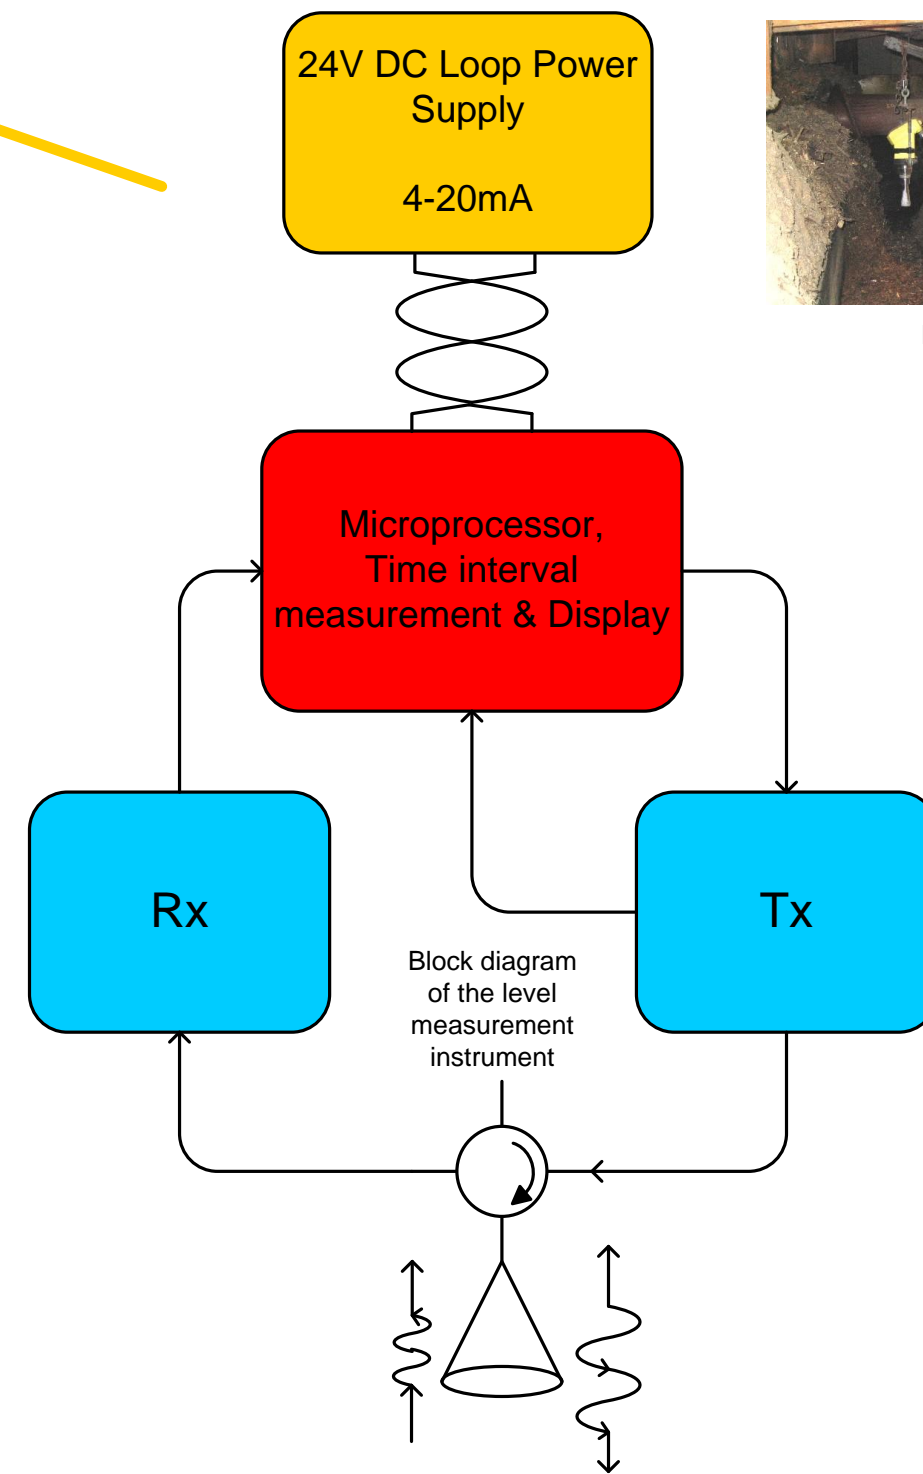 24V DC Loop Power
Supply
4-20mA
Microprocessor,
Time interval
measurement & Display
Rx
Tx
Block diagram
of the level
measurement
instrument